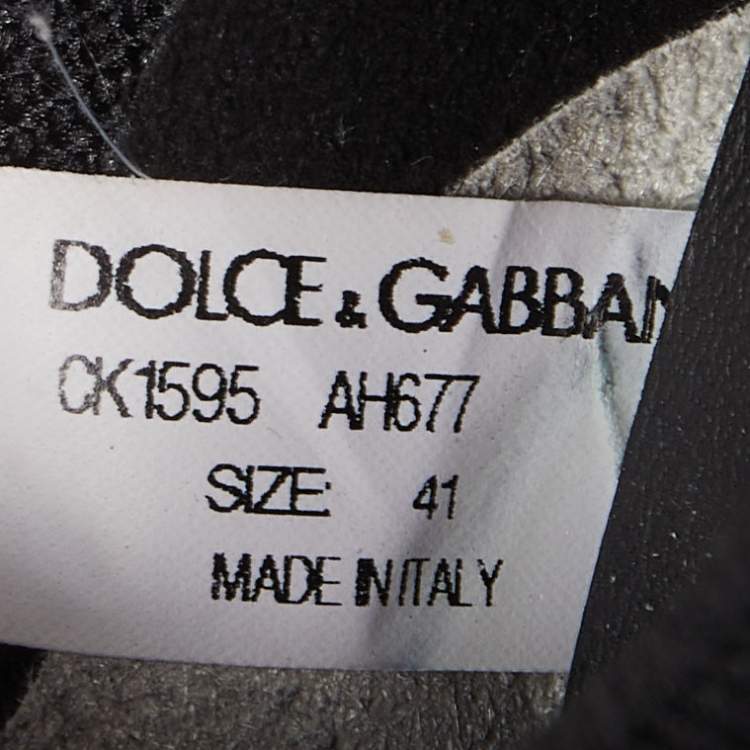 DOLCE & GABBAN
CK1595 AH677
SIZE: 41
MADE IN ITALY